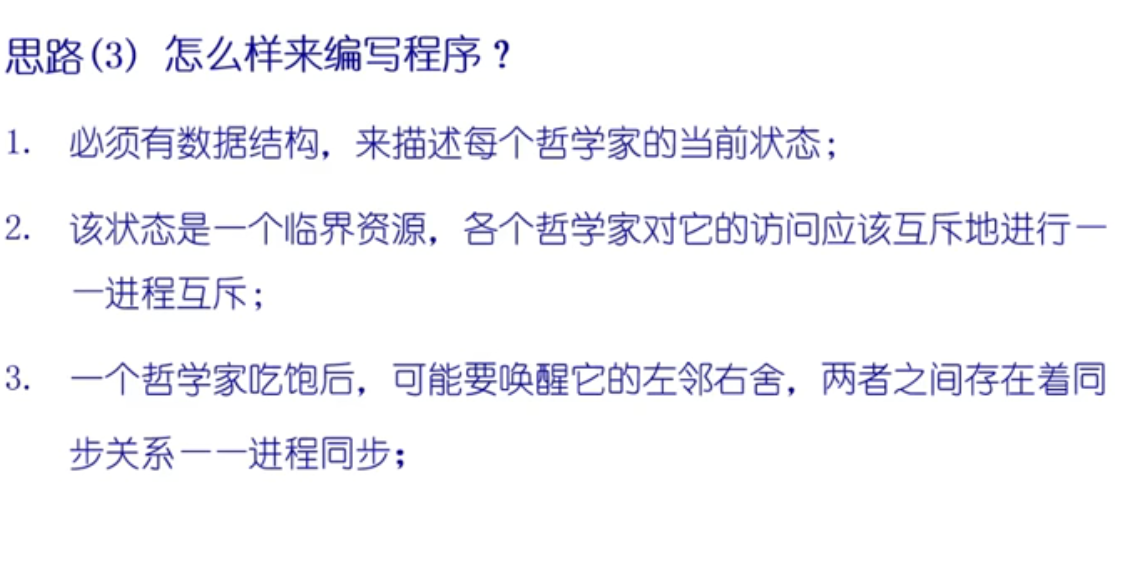 思路(3) 怎么样来编写程序？
1. 必须有数据结构，来描述每个哲学家的当前状态；
2. 该状态是一个临界资源，各个哲学家对它的访问应该互斥地进行—
—进程互斥；
3. 一个哲学家吃饱后，可能要唤醒它的左邻右舍，两者之间存在着同
步关系——进程同步；